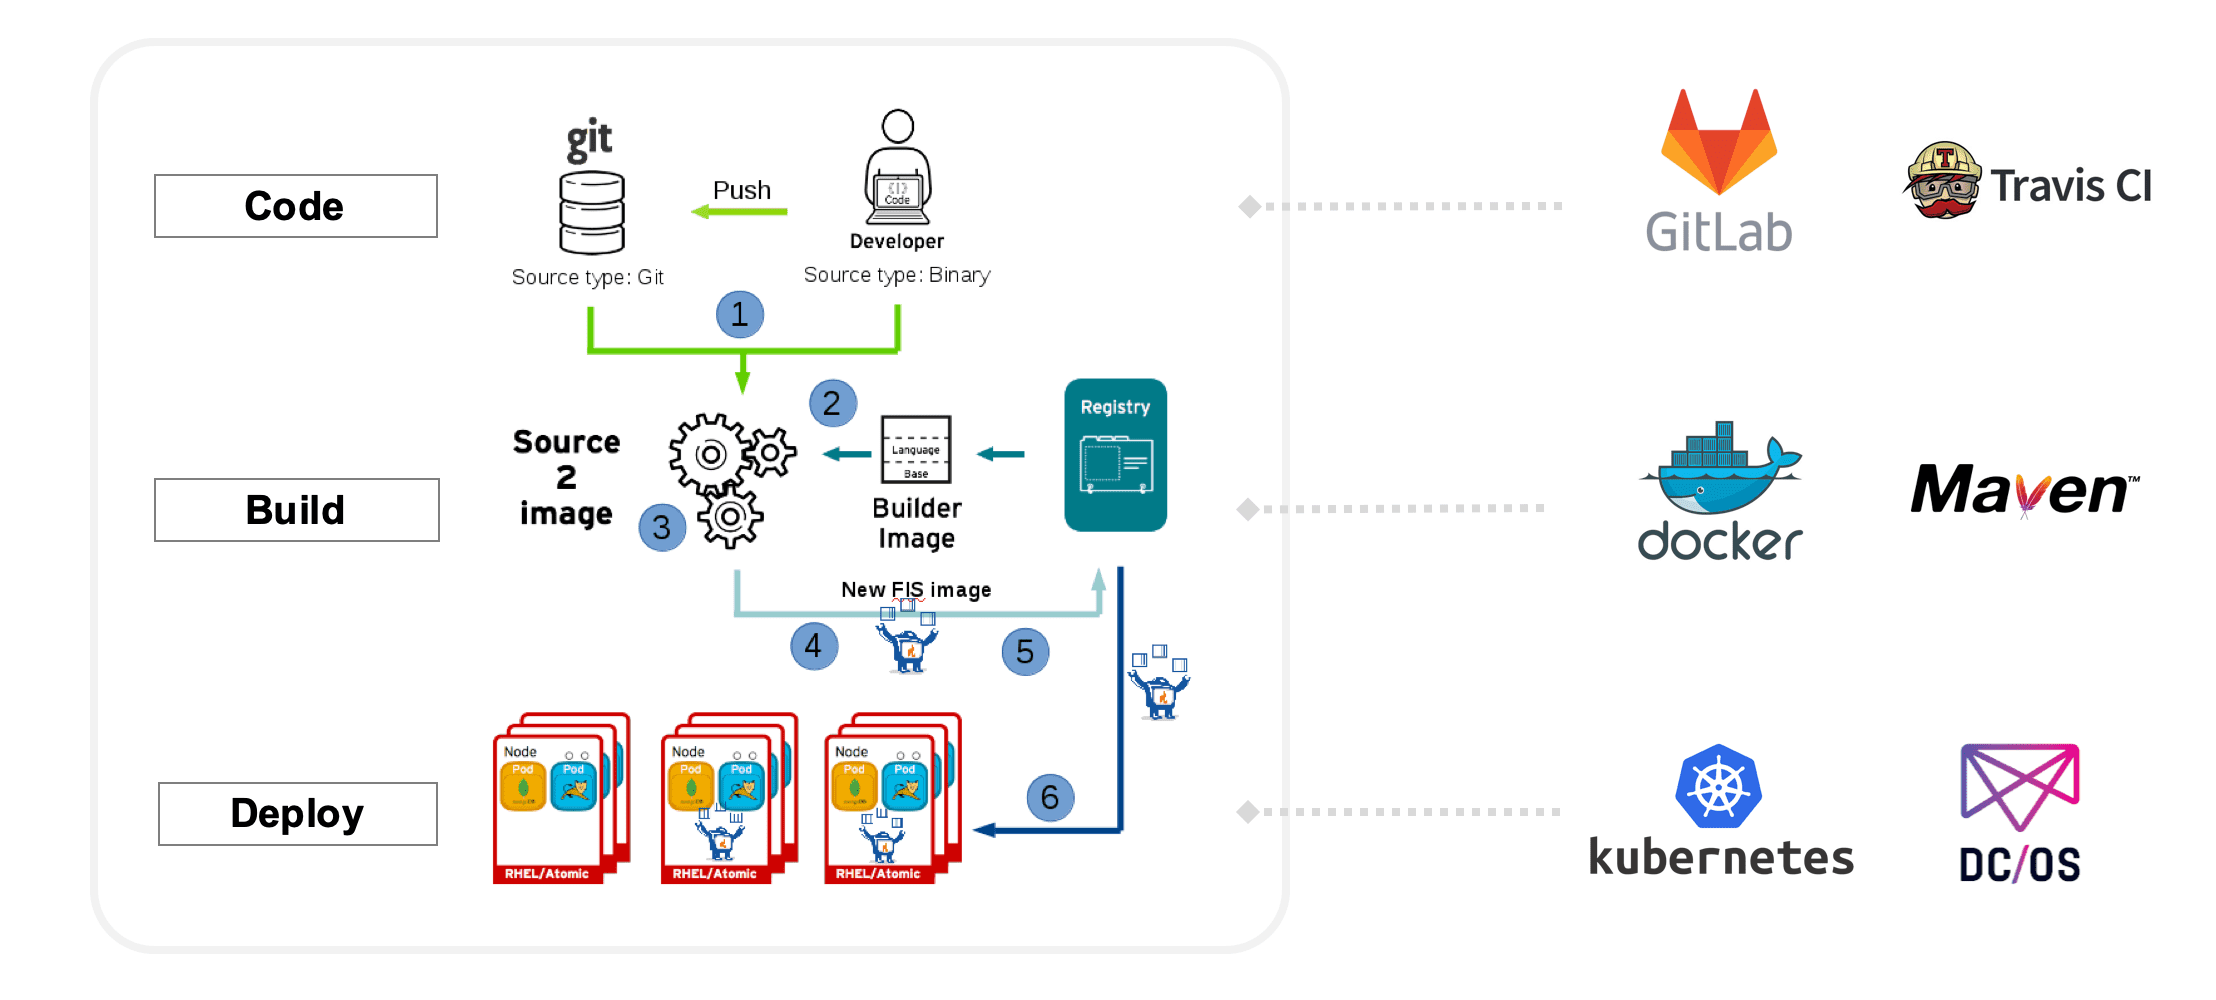 Code
git
Push
Code
Developer
Source type: Git
Source type: Binary
1
GitLab
Travis CI
T
Build
Source
2
image
2
3
Language
Base
Builder
Image
Registry
New FIS image
4
5
docker
Maven™
Deploy
Node
Pod
Pod
RHEL/Atomic
Node
Pod
Pod
RHEL/Atomic
Node
Pod
Pod
RHEL/Atomic
6
kubernetes
DC/OS